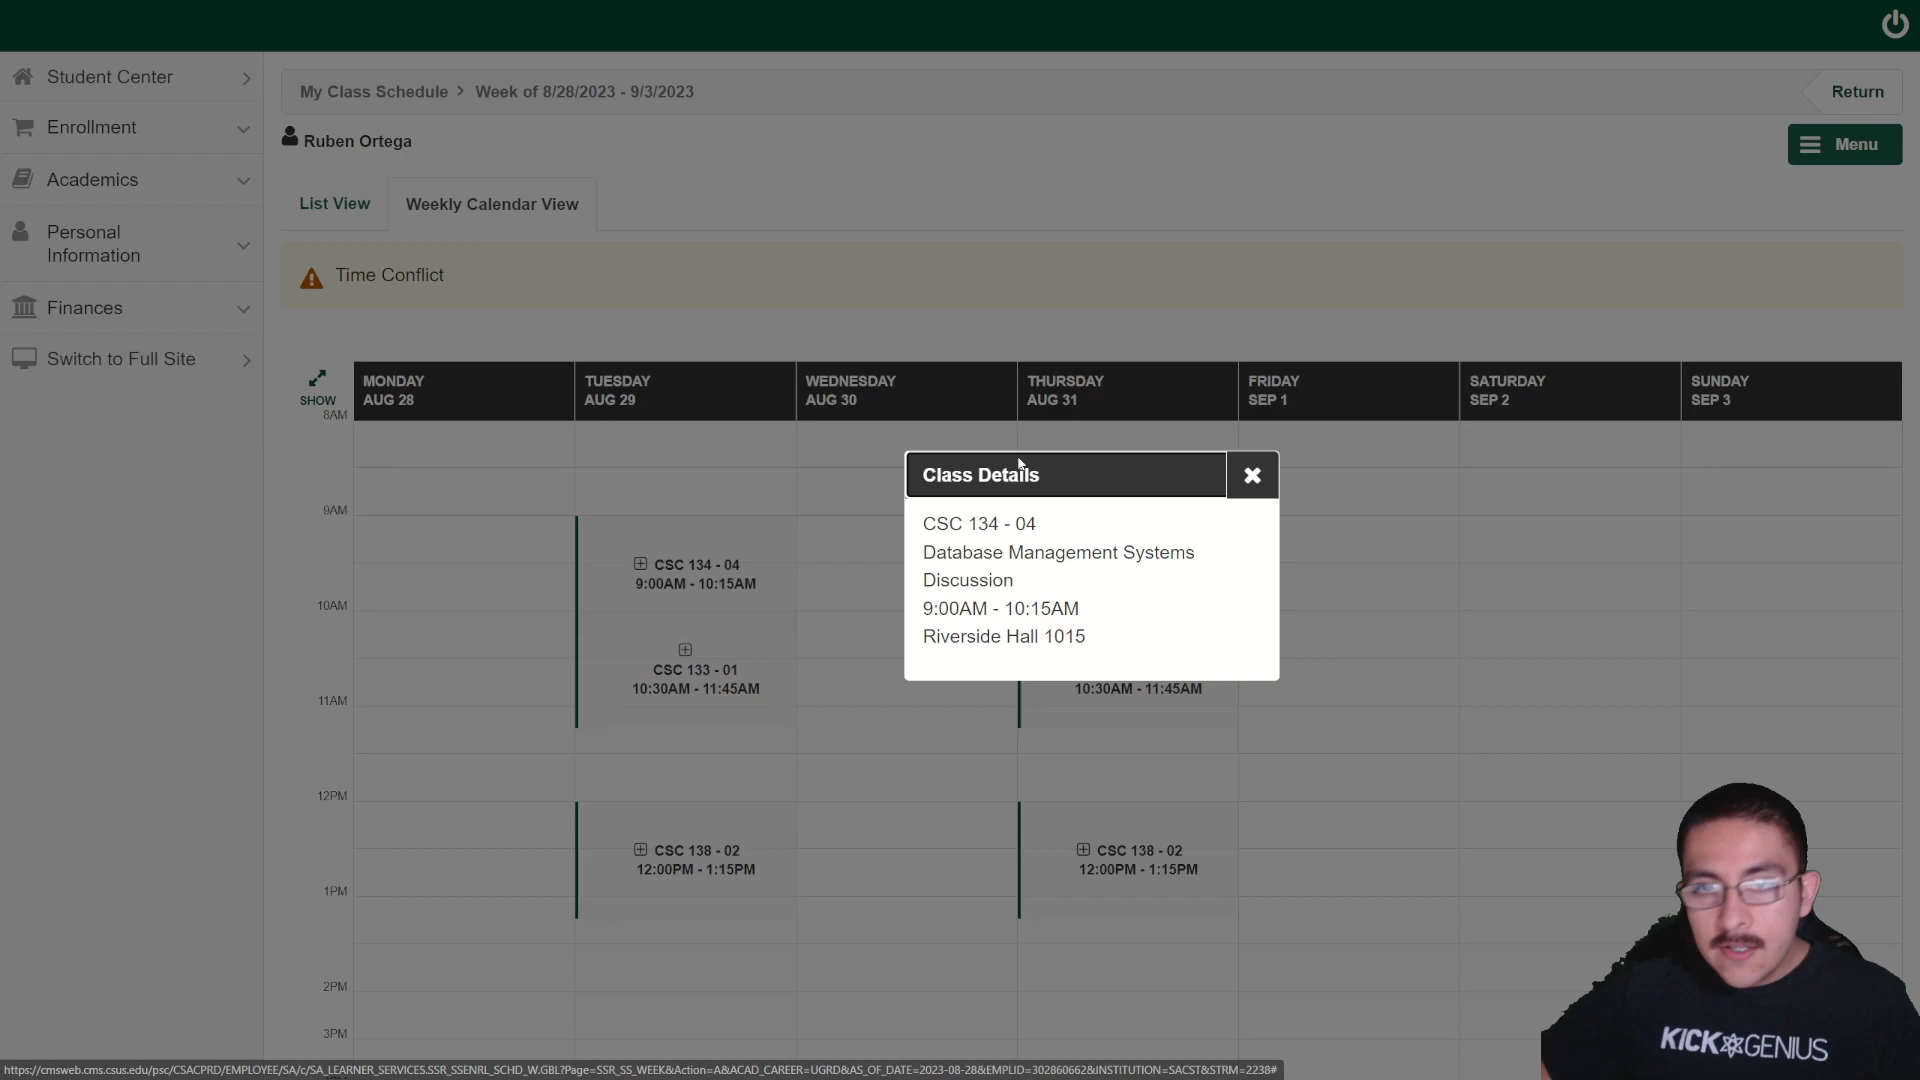 Student Center
Enrollment
Academics
Personal
Information
Finances
Switch to Full Site
My Class Schedule > Week of 8/28/2023 - 9/3/2023
Return
Ruben Ortega
Menu
List View
Weekly Calendar View
Time Conflict
SHOW
MONDAY
AUG 28
TUESDAY
AUG 29
WEDNESDAY
AUG 30
THURSDAY
AUG 31
FRIDAY
SEP 1
SATURDAY
SEP 2
SUNDAY
SEP 3
8AM
9AM
10AM
11AM
12PM
1PM
2PM
3PM
CSC 134 - 04
9:00AM - 10:15AM
CSC 133 - 01
10:30AM - 11:45AM
CSC 138 - 02
12:00PM - 1:15PM
Class Details
CSC 134 - 04
Database Management Systems
Discussion
9:00AM - 10:15AM
Riverside Hall 1015
10:30AM - 11:45AM
CSC 138 - 02
12:00PM - 1:15PM
KICK GENIUS
https://cmsweb.cms.csus.edu/psc/CSACPRD/EMPLOYEE/SA/c/SA_LEARNER_SERVICES.SSR_SSENRL_SCHD_W.GBL?Page=SSR_SS_WEEK&Action=A&ACAD_CAREER=UGRD&AS_OF_DATE=2023-08-28&EMPLID=302860662&INSTITUTION=SACST&STRM=2238#